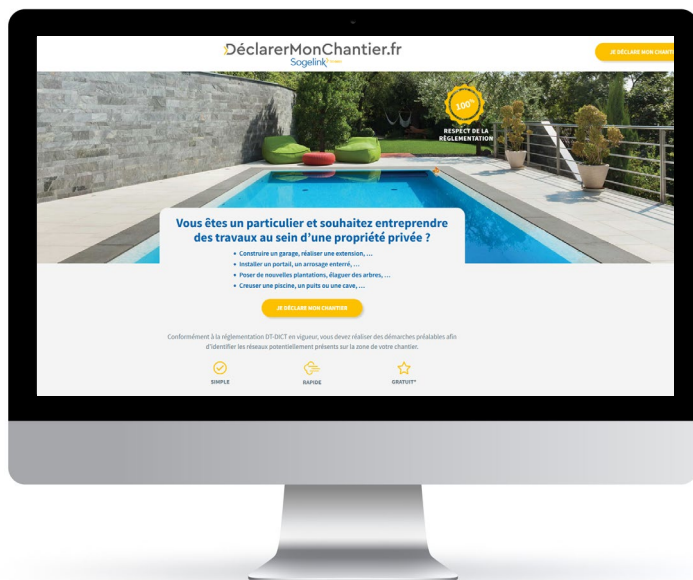 DéclarerMonChantier.fr
Sogelink
JE DÉCLARE MON CHANTI
100%
RESPECT DE LA
RÉGLEMENTATION
Vous êtes un particulier et souhaitez entreprendre
des travaux au sein d'une propriété privée ?
• Construire un garage, réaliser une extension, ...
• Installer un portail, un arrosage enterré, ...
• Poser de nouvelles plantations, élaguer des arbres, ...
• Creuser une piscine, un puits ou une cave, ...
JE DÉCLARE MON CHANTIER
Conformément à la réglementation DT-DICT en vigueur, vous devez réaliser des démarches préalables afin
d'identifier les réseaux potentiellement présents sur la zone de votre chantier.
SIMPLE
RAPIDE
GRATUIT*